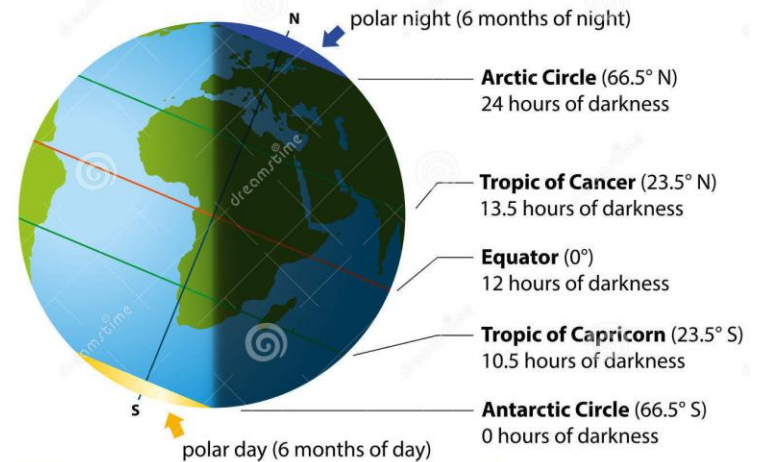 N
polar night (6 months of night)
Arctic Circle (66.5° N)
24 hours of darkness
Tropic of Cancer (23.5° N)
13.5 hours of darkness
Equator (0°)
12 hours of darkness
Tropic of Capricorn (23.5° S)
10.5 hours of darkness
Antarctic Circle (66.5° S)
0 hours of darkness
S
polar day (6 months of day)
dreamstime
dreamstime